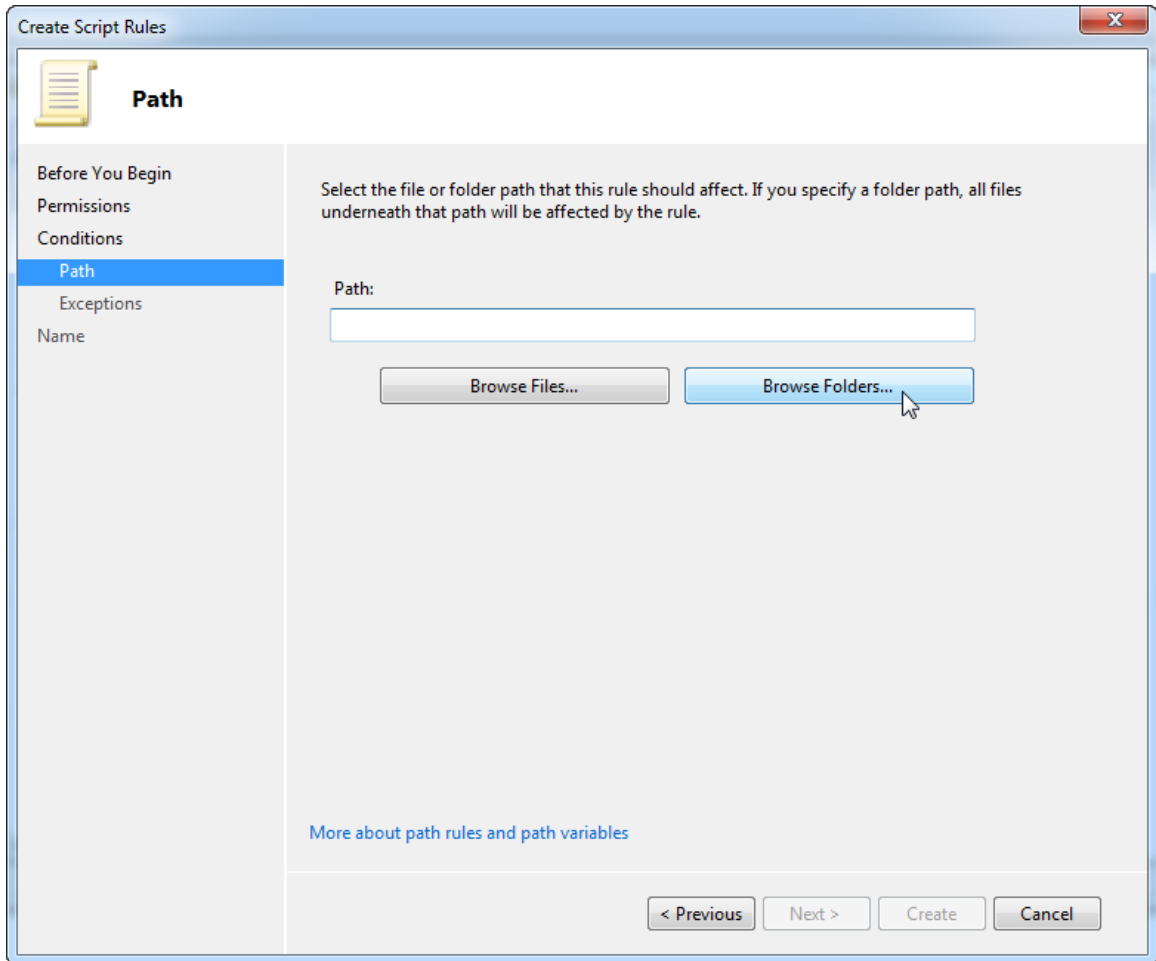 Create Script Rules
Path
Before You Begin
Permissions
Conditions
Path
Exceptions
Name
Select the file or folder path that this rule should affect. If you specify a folder path, all files
underneath that path will be affected by the rule.
Path:
Browse Files...
Browse Folders...
More about path rules and path variables
< Previous
Next >
Create
Cancel